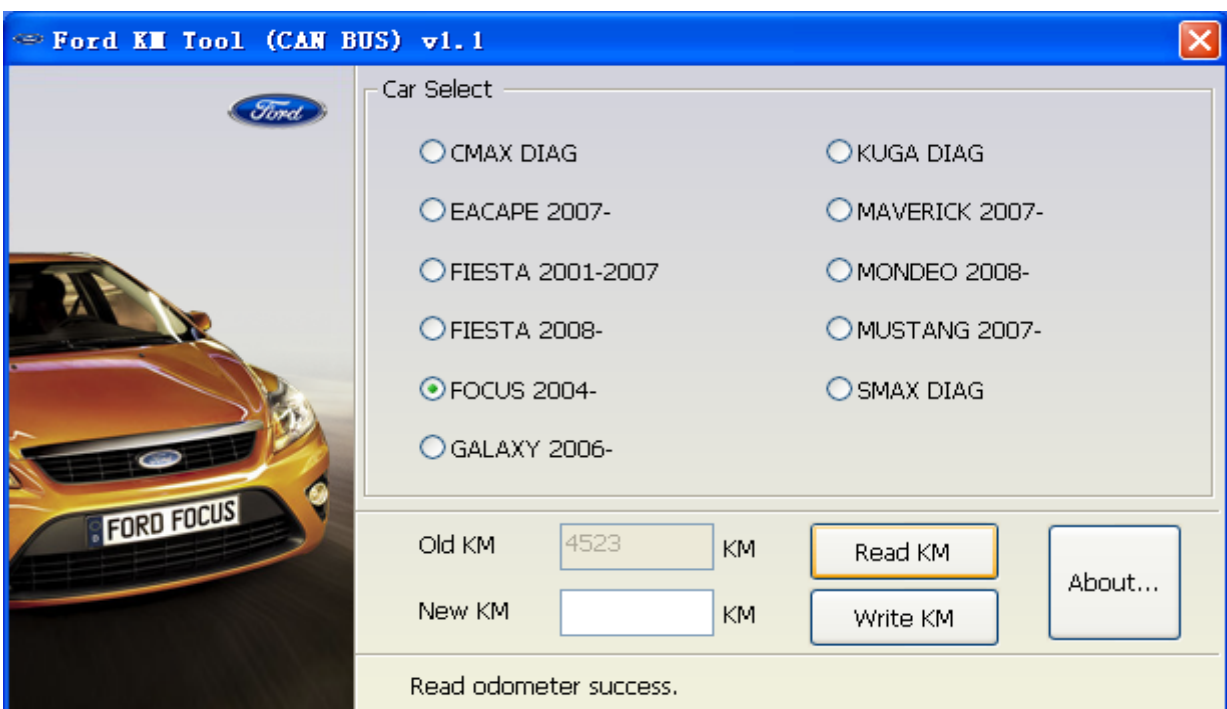 Ford KM Tool (CAN BUS) v1.1
Ford
Car Select
CMAX DIAG
KUGA DIAG
EACAPE 2007-
MAVERICK 2007-
FIESTA 2001-2007
MONDEO 2008-
FIESTA 2008-
MUSTANG 2007-
FOCUS 2004-
SMAX DIAG
GALAXY 2006-
FORD FOCUS
Old KM 4523 KM Read KM
About...
New KM KM Write KM
Read odometer success.